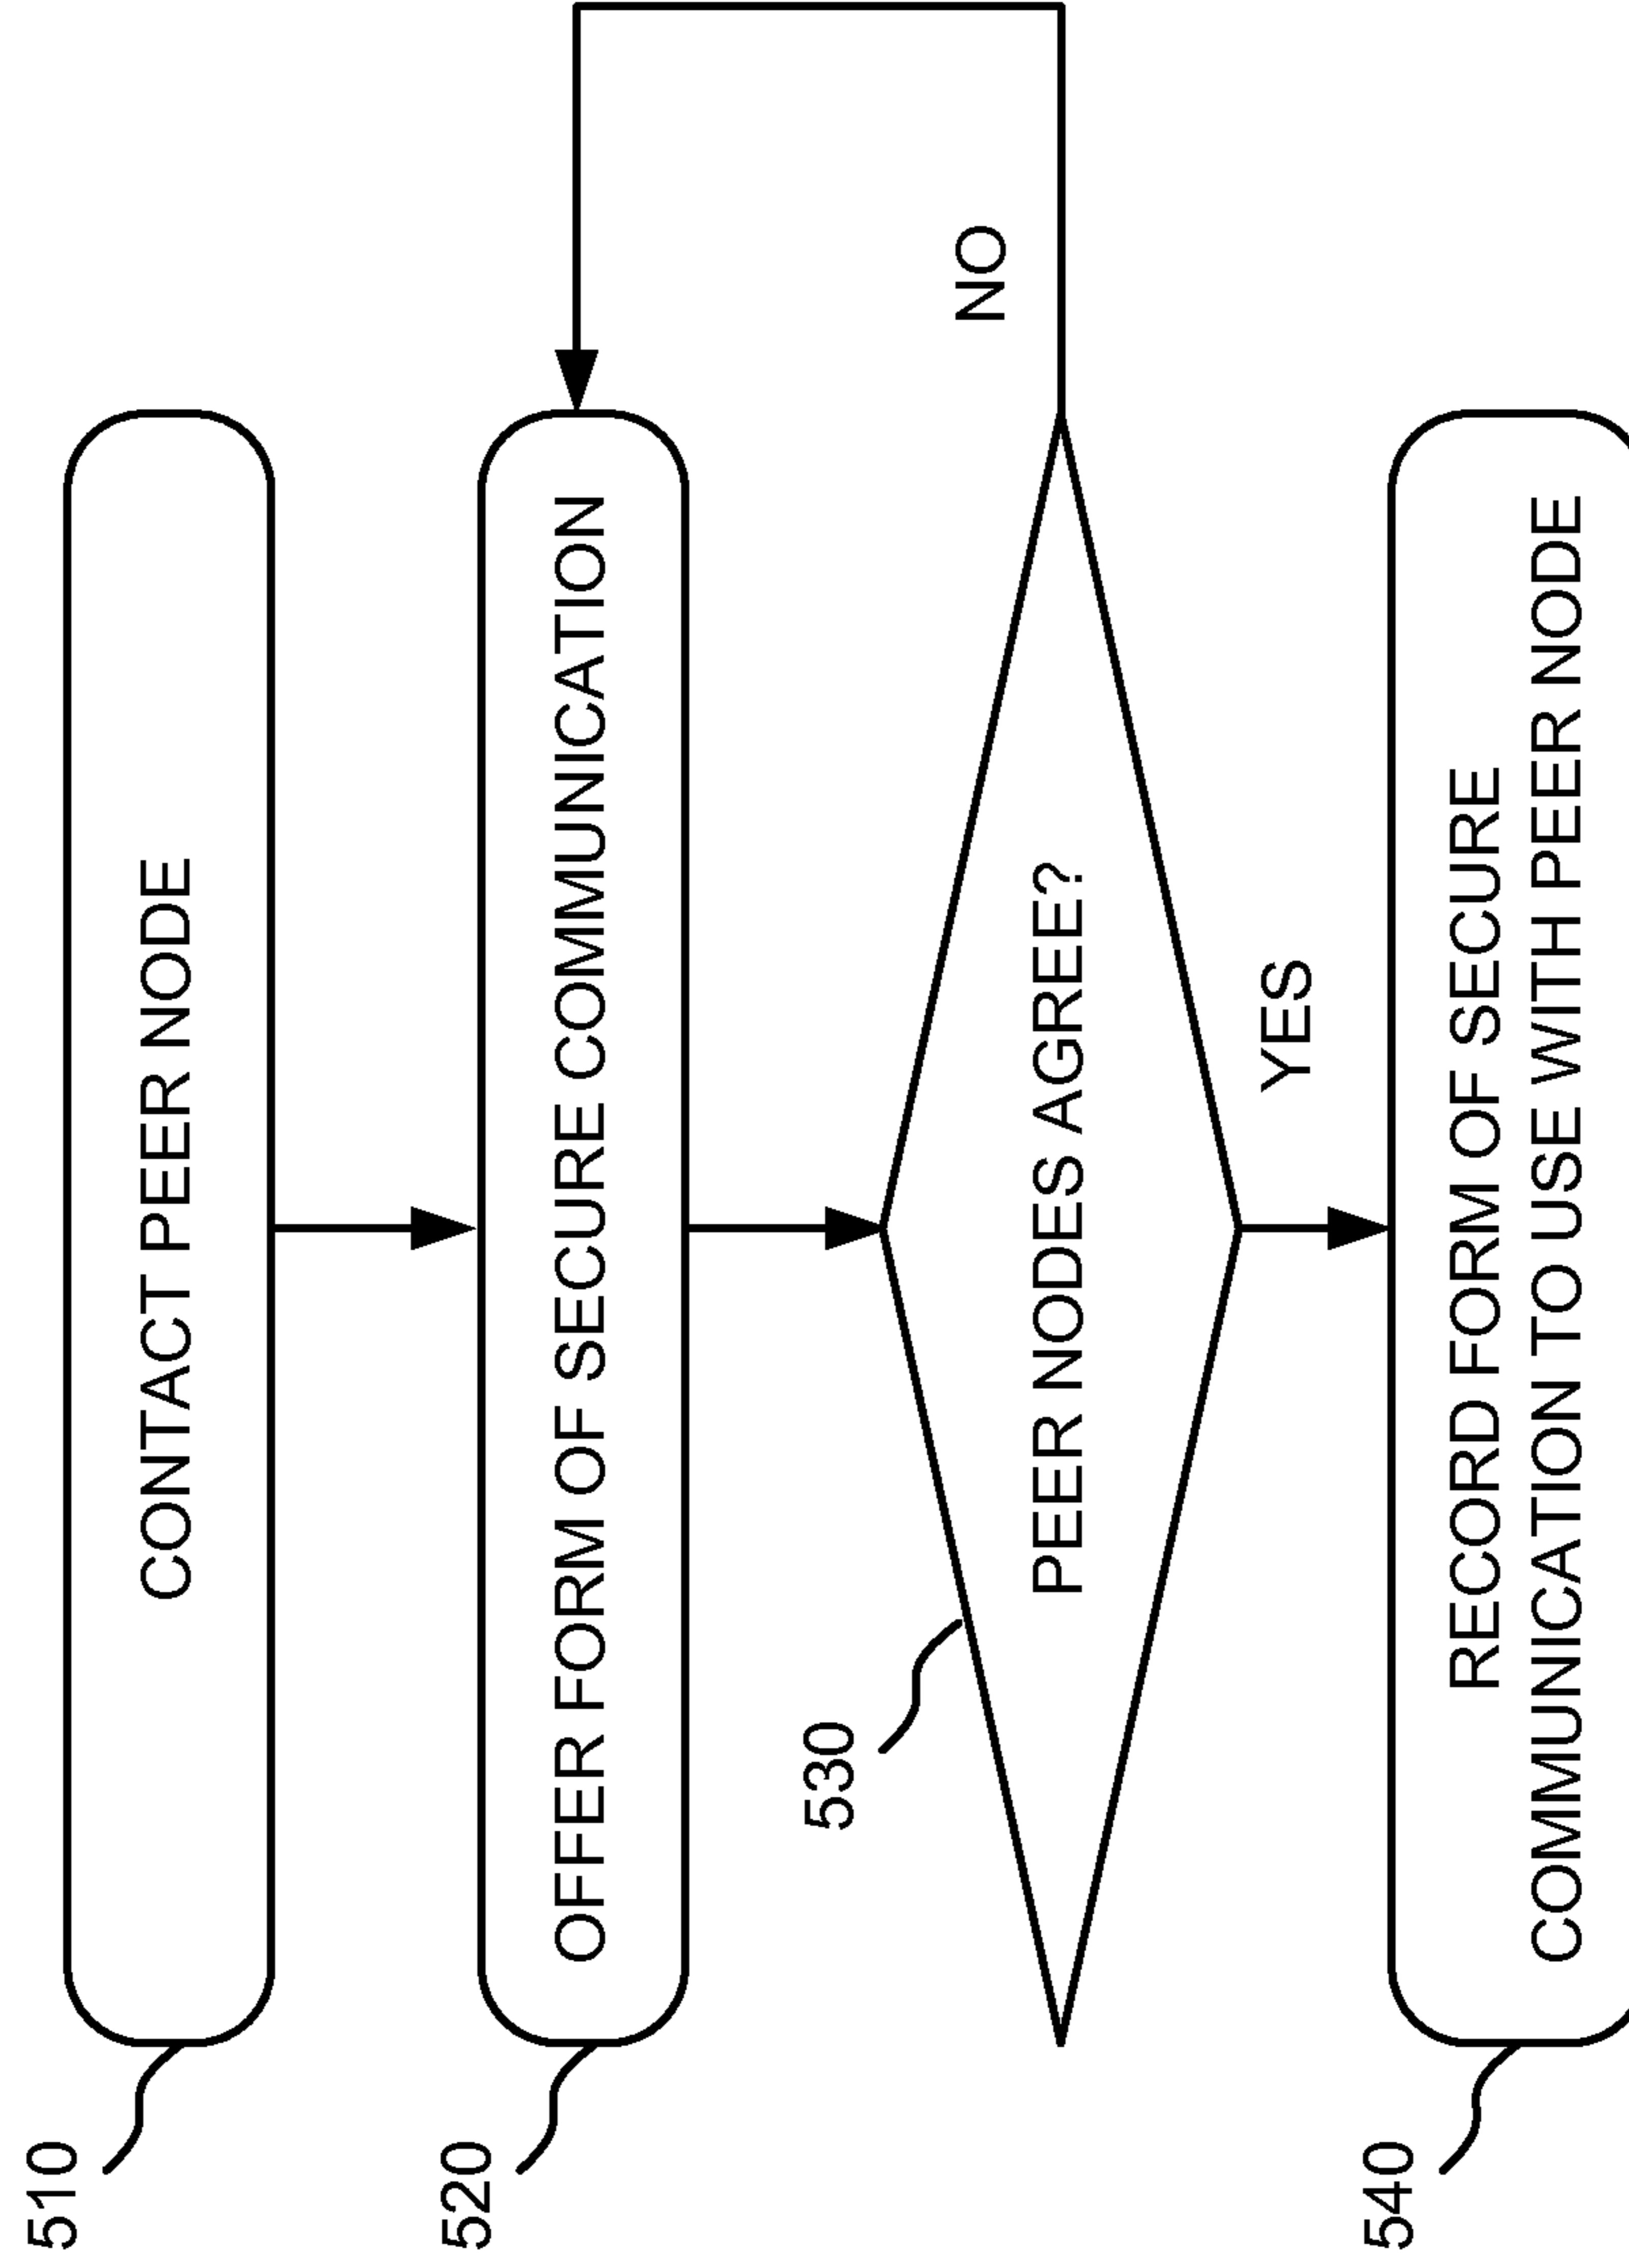 510
CONTACT PEER NODE
520
OFFER FORM OF SECURE COMMUNICATION
530
PEER NODES AGREE?
NO
YES
540
RECORD FORM OF SECURE
COMMUNICATION TO USE WITH PEER NODE